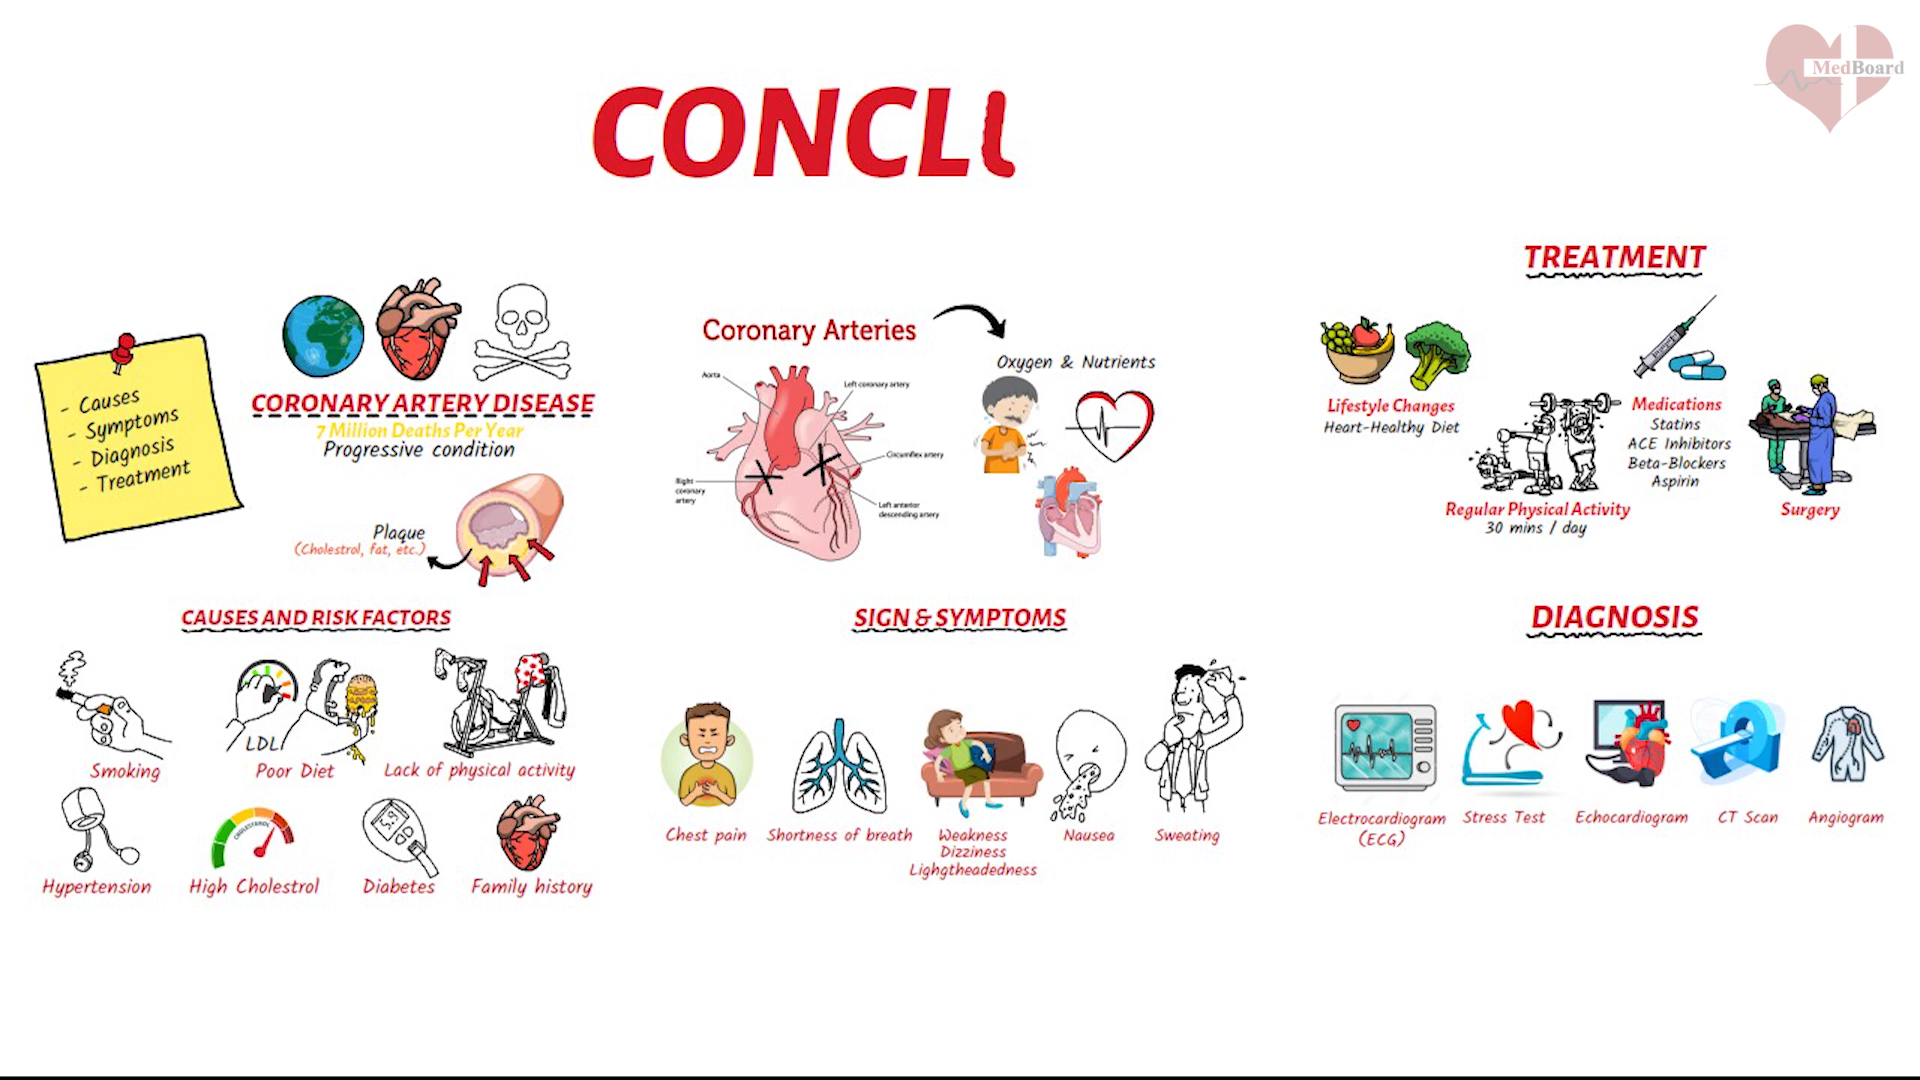 MedBoard
CONCLU
- Causes
- Symptoms
- Diagnosis
- Treatment
CORONARY ARTERY DISEASE
7 Million Deaths Per Year
Progressive condition
Plaque
(Cholestrol, fat, etc.)
Coronary Arteries
Oxygen & Nutrients
Aorta
Left coronary artery
Circumflex artery
Right
coronary
artery
Left anterior
descending artery
TREATMENT
Lifestyle Changes
Heart-Healthy Diet
Regular Physical Activity
30 mins / day
Medications
Statins
ACE Inhibitors
Beta-Blockers
Aspirin
Surgery
CAUSES AND RISK FACTORS
LDL
Smoking
Poor Diet
Lack of physical activity
CHOLESTEROL
Hypertension
High Cholestrol
Diabetes
Family history
SIGN & SYMPTOMS
Chest pain
Shortness of breath
Weakness
Dizziness
Lighgtheadedness
Nausea
Sweating
DIAGNOSIS
Electrocardiogram
(ECG)
Stress Test
Echocardiogram
CT Scan
Angiogram